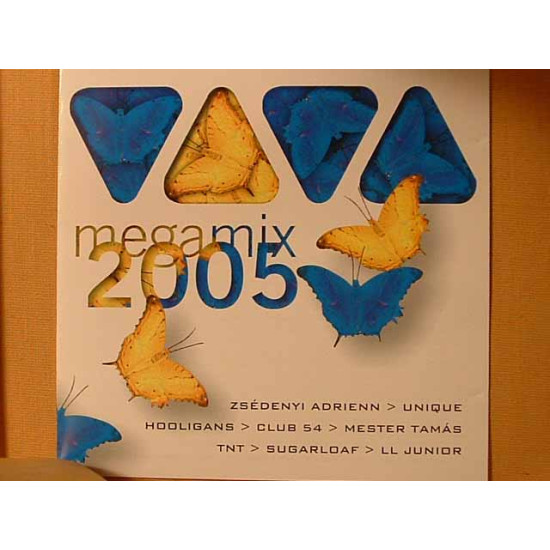 VIVA
megamix
2005
ZSÉDENYI ADRIENN > UNIQUE
HOOLIGANS > CLUB 54 > MESTER TAMÁS
TNT > SUGARLOAF > LL JUNIOR